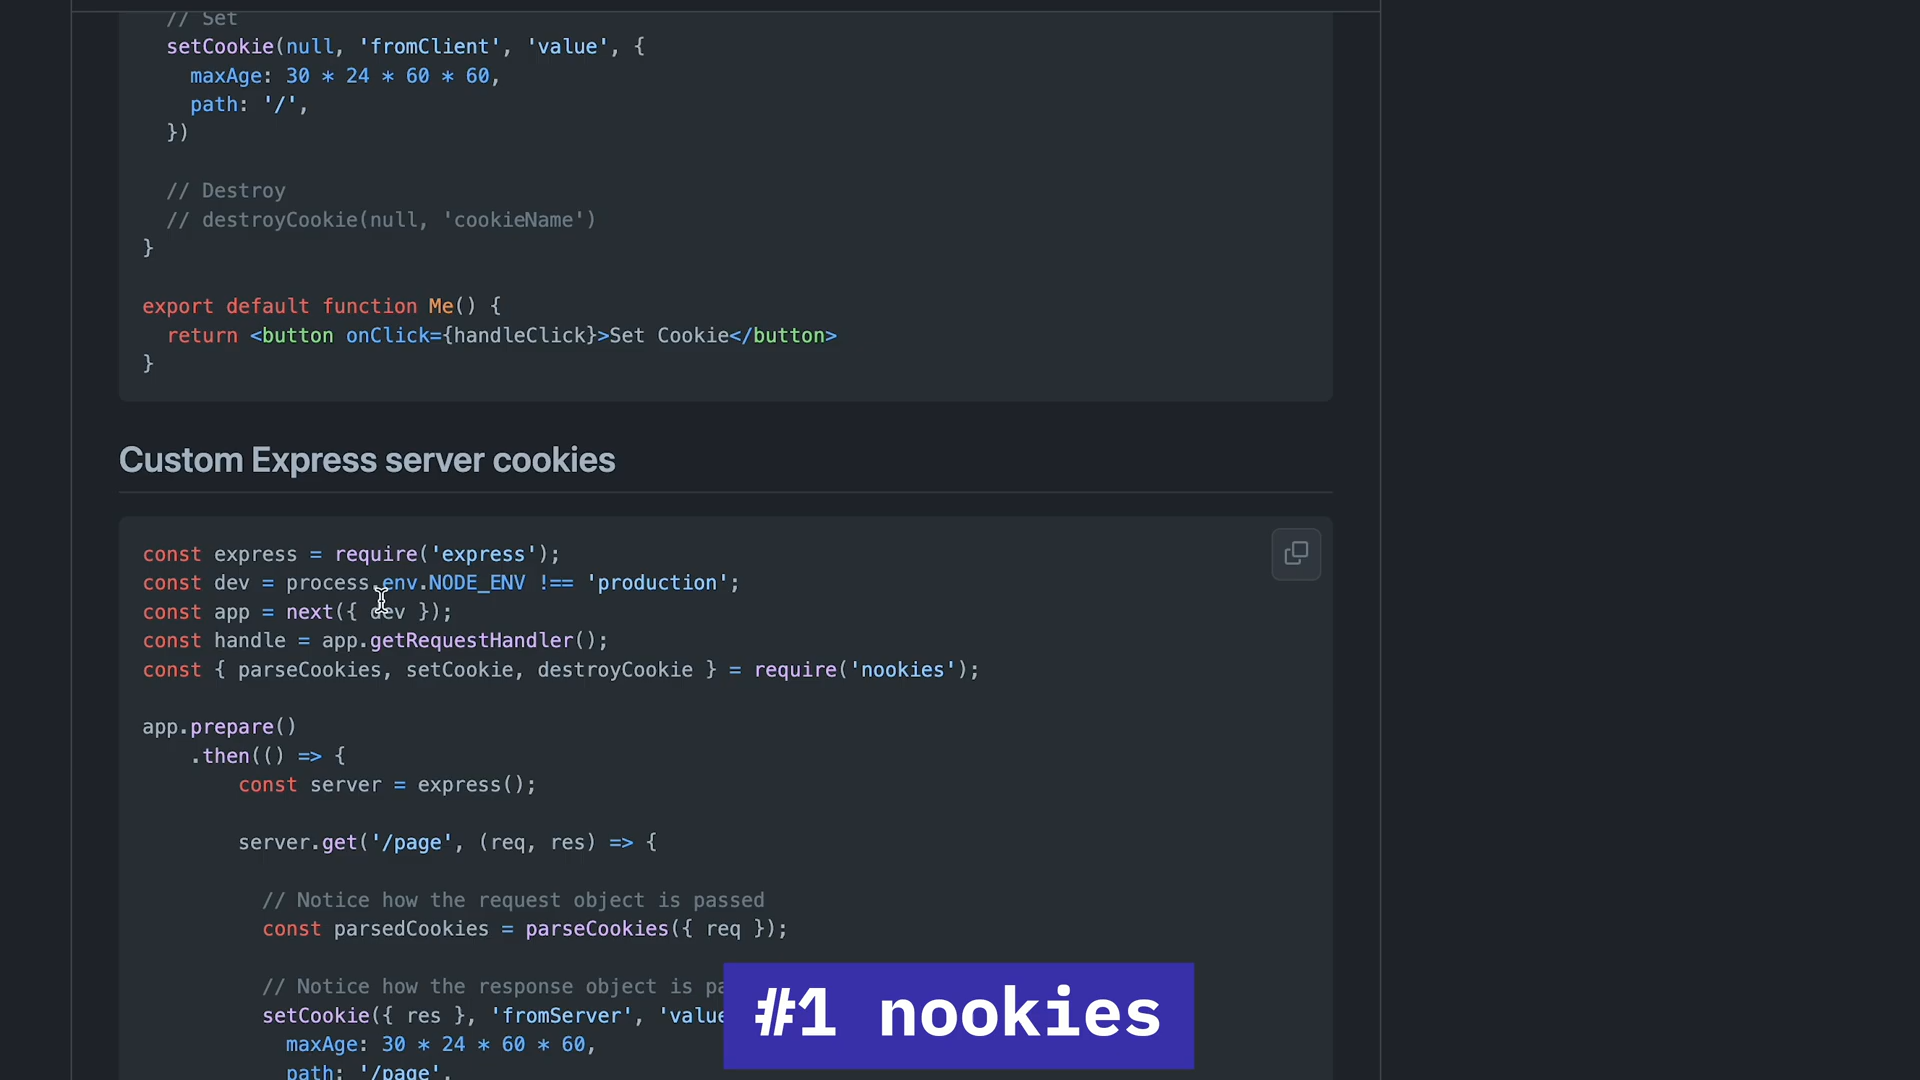 // Set
setCookie(null, 'fromClient', 'value', {
maxAge: 30 * 24 * 60 * 60,
path: '/',
})
// Destroy
// destroyCookie(null, 'cookieName')
}
export default function Me() {
return <button onClick={handleClick}>Set Cookie</button>
}
Custom Express server cookies
const express = require('express');
const dev = process.env.NODE_ENV !== 'production';
const app = next({ dev });
const handle = app.getRequestHandler();
const { parseCookies, setCookie, destroyCookie } = require('nookies');
app.prepare()
.then(() => {
const server = express();
server.get('/page', (req, res) => {
// Notice how the request object is passed
const parsedCookies = parseCookies({ req });
// Notice how the response object is pa
setCookie({ res }, 'fromServer', 'value
maxAge: 30 * 24 * 60 * 60,
path: '/page',
#1 nookies